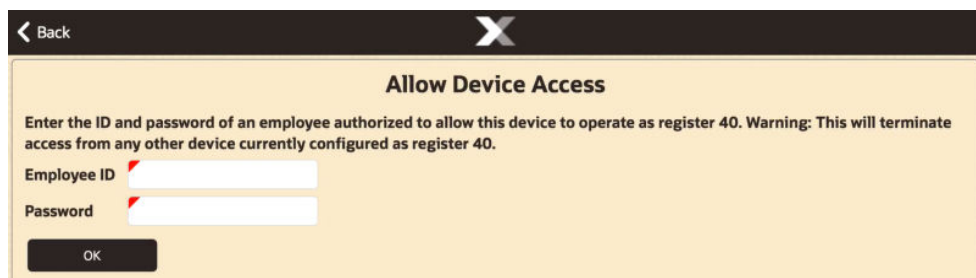 Back
Allow Device Access
Enter the ID and password of an employee authorized to allow this device to operate as register 40. Warning: This will terminate
access from any other device currently configured as register 40.
Employee ID
Password
OK